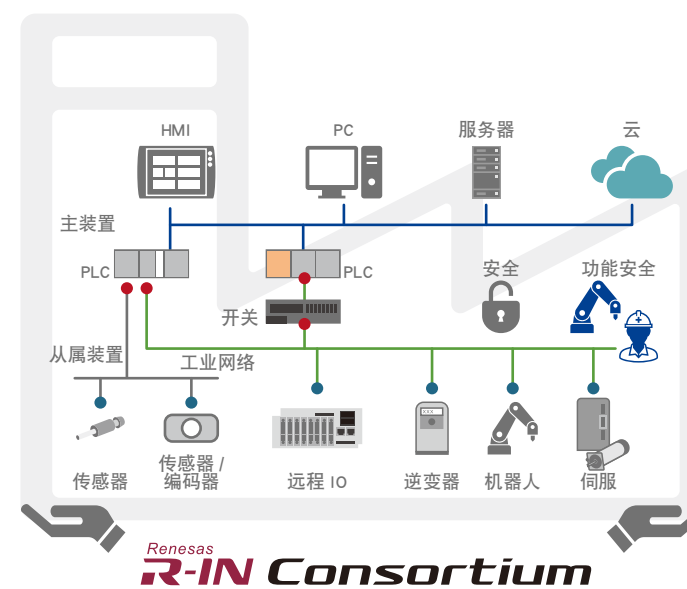 HMI
PC
服务器
云
主装置
PLC
PLC
安全
功能安全
开关
从属装置
工业网络
xxx
传感器
传感器 /
编码器
远程 IO
逆变器
机器人
伺服
Renesas
R-IN Consortium